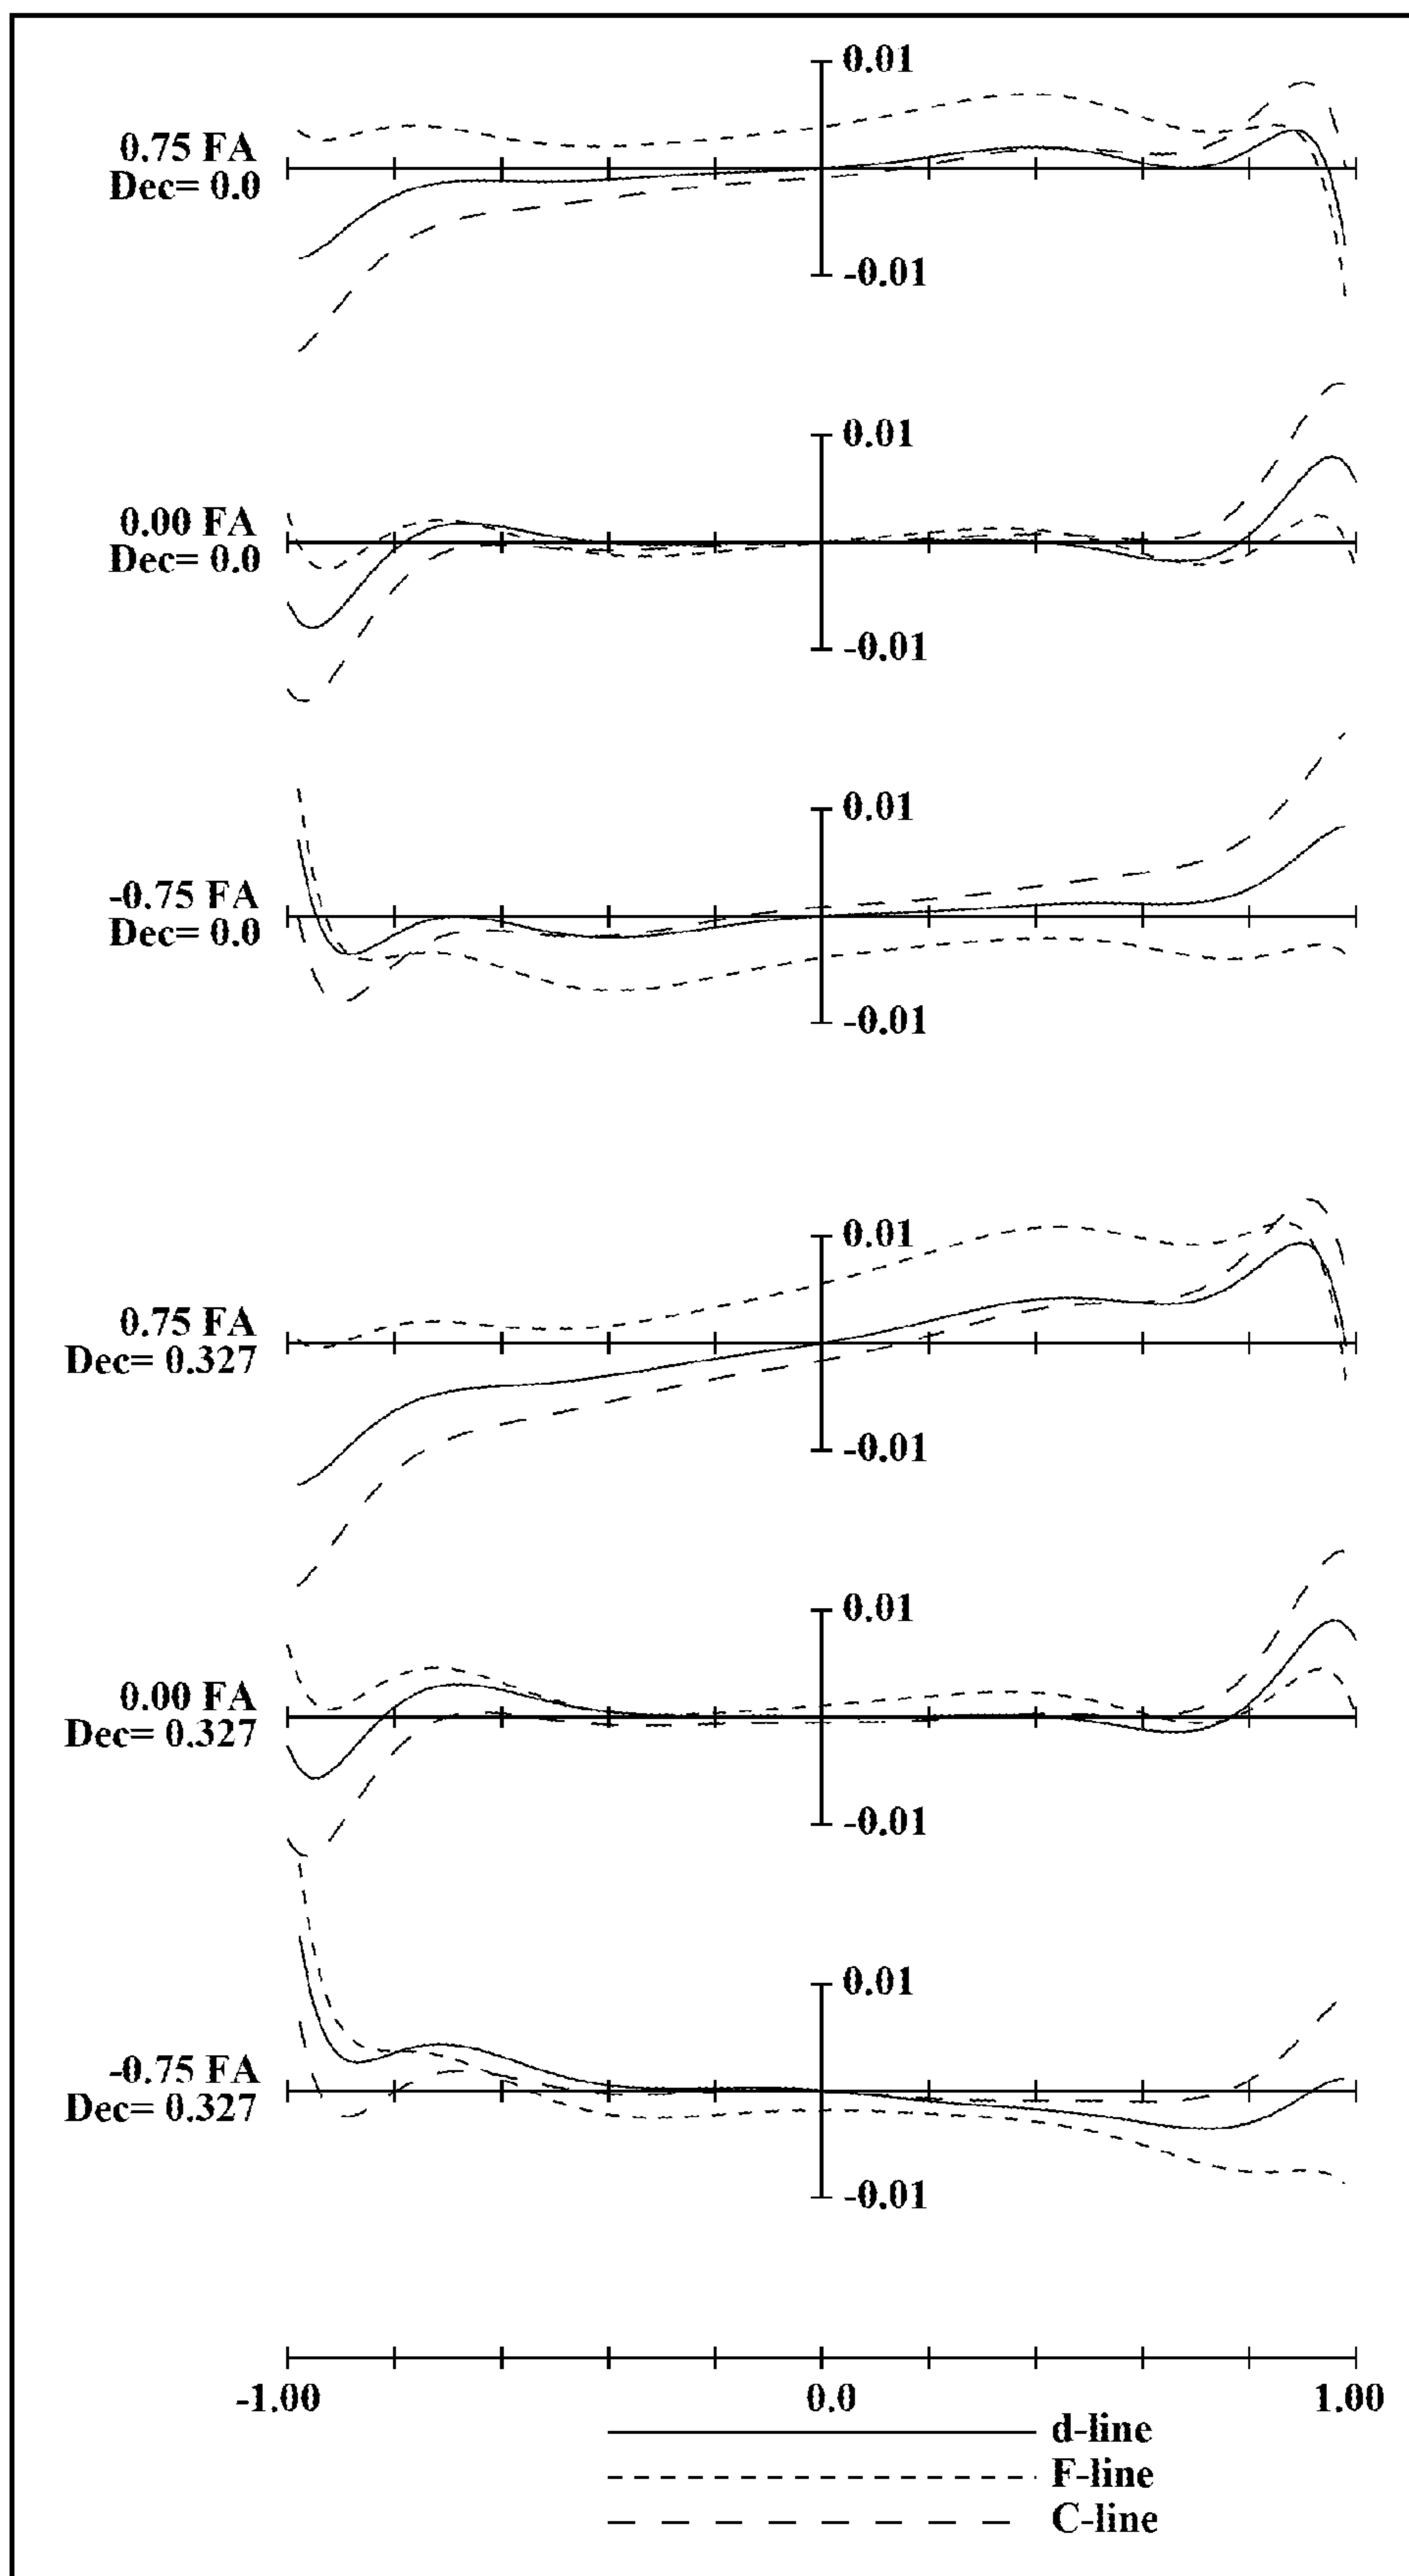 0.01
0.75 FA
Dec= 0.0
-0.01
0.01
0.00 FA
Dec= 0.0
-0.01
0.01
-0.75 FA
Dec= 0.0
-0.01
0.01
0.75 FA
Dec= 0.327
-0.01
0.01
0.00 FA
Dec= 0.327
-0.01
0.01
-0.75 FA
Dec= 0.327
-0.01
-1.00 0.0 1.00
d-line
F-line
C-line